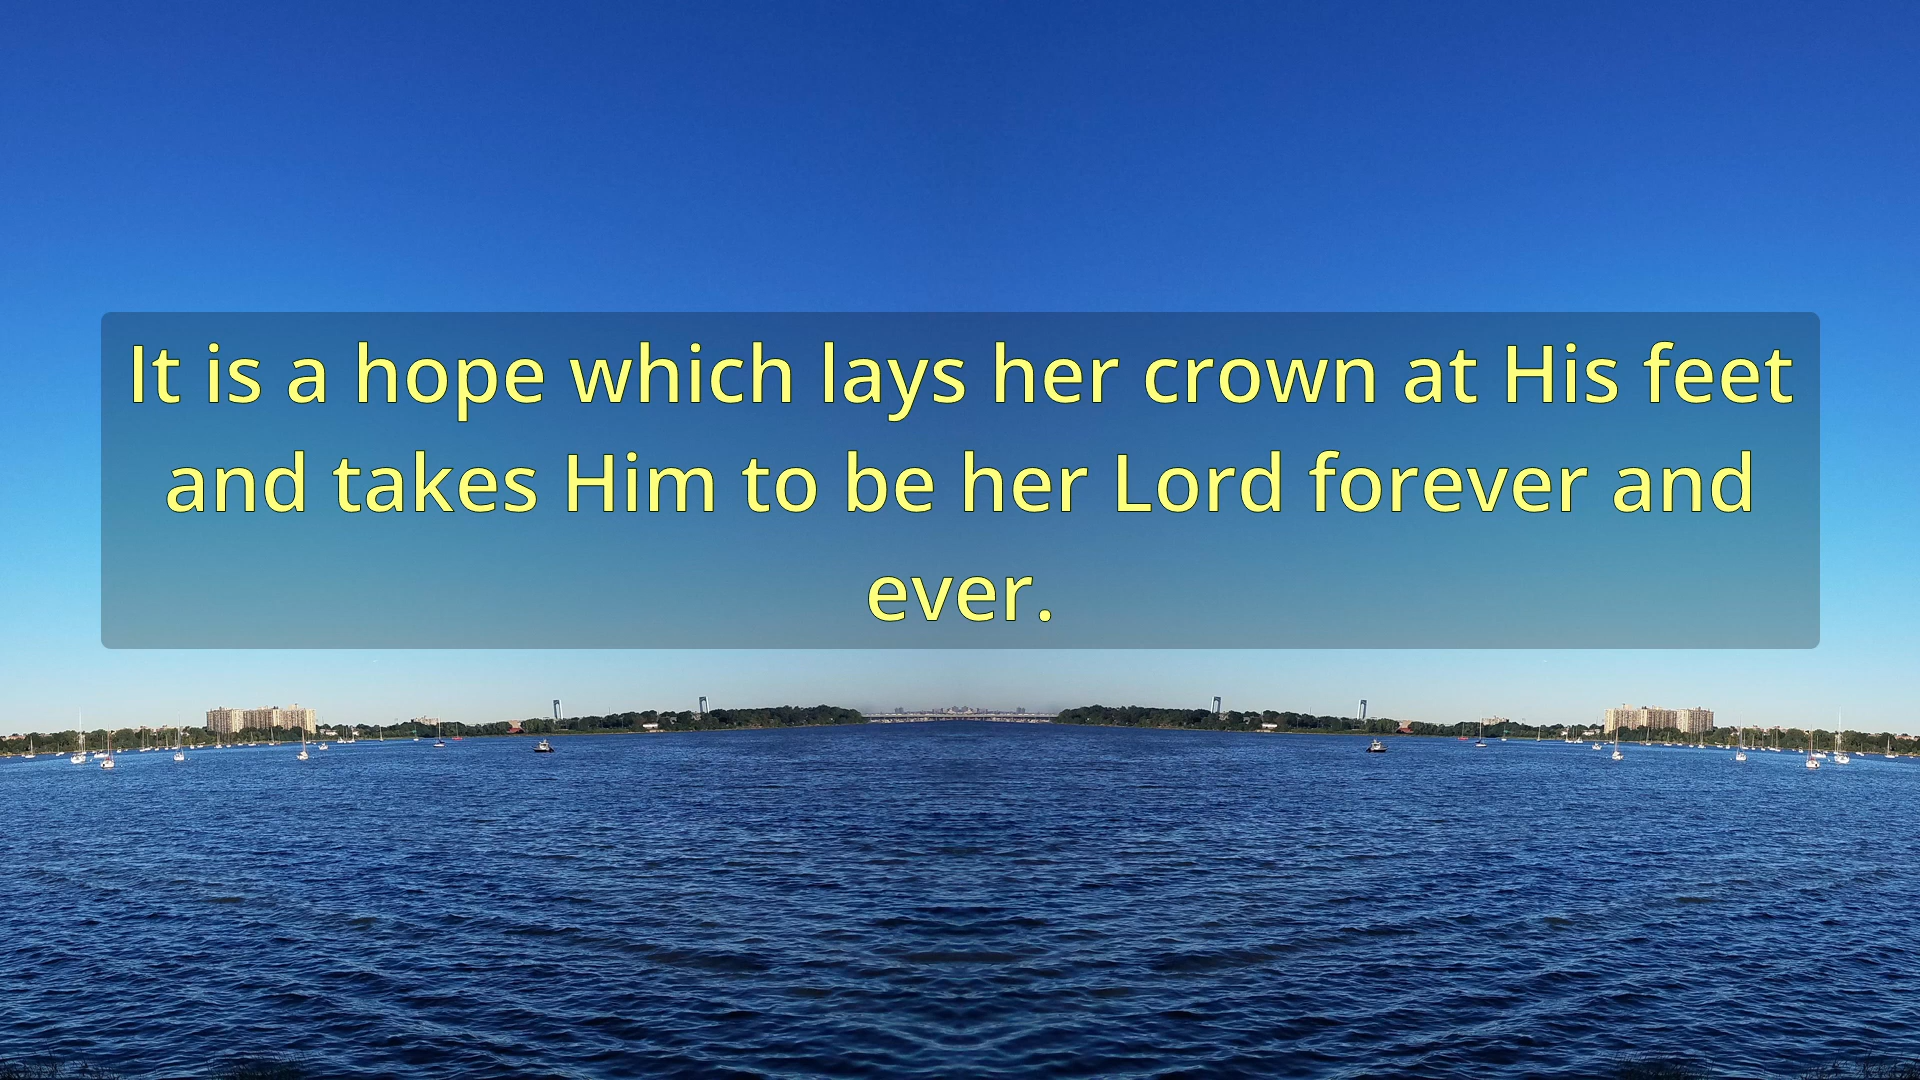 It is a hope which lays her crown at His feet
and takes Him to be her Lord forever and
ever.